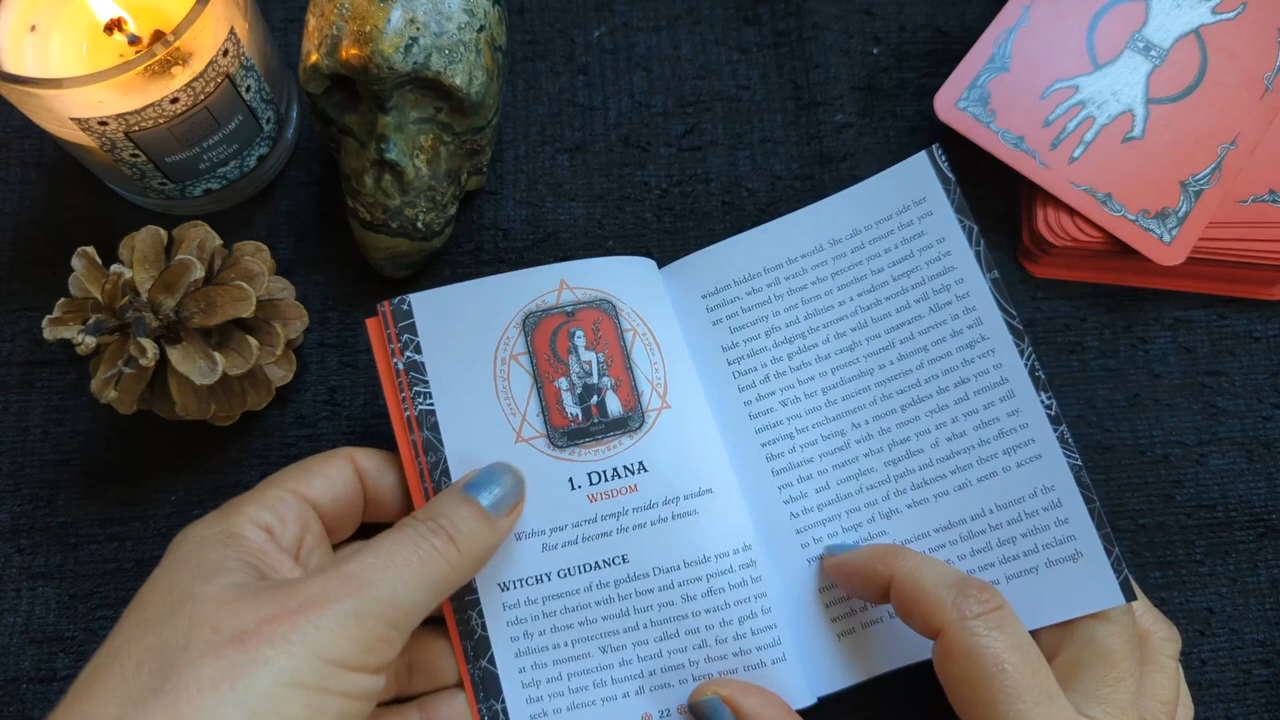 BOUGIE PARFUMÉE
Fleur
de Coton
1. DIANA
WISDOM
Within your sacred temple resides deep wisdom.
Rise and become the one who knows.
WITCHY GUIDANCE
Feel the presence of the goddess Diana beside you as she
rides in her chariot with her bow and arrow poised, ready
to fly at those who would hurt you. She offers both her
abilities as a protectress and a huntress to watch over you
at this moment. When you called out to the gods for
help and protection she heard your call, for she knows
that you have felt hunted at times by those who would
seek to silence you at all costs, to keep your truth and
22
wisdom hidden from the world. She calls to your side her
familiars, who will watch over you and ensure that you
are not harmed by those who perceive you as a threat.
Insecurity in one form or another has caused you to
hide your gifts and abilities as a wisdom keeper; you've
kept silent, dodging the arrows of harsh words and insults.
Diana is the goddess of the wild hunt and will help to
fend off the barbs that caught you unawares. Allow her
to show you how to protect yourself and survive in the
future. With her guardianship as a shining one she will
initiate you into the ancient mysteries of moon magick,
weaving her enchantment of the sacred arts into the very
fibre of your being. As a moon goddess she asks you to
familiarise yourself with the moon cycles and reminds
you that no matter what phase you are at you are still
whole and complete, regardless of what others say.
As the guardian of sacred paths and roadways she offers to
accompany you out of the darkness when there appears
to be no hope of light, when you can't seem to access
wisdom.
ancient wisdom and a hunter of the
you now to follow her and her wild
to dwell deep within the
womb of to new ideas and reclaim
your inner journey through